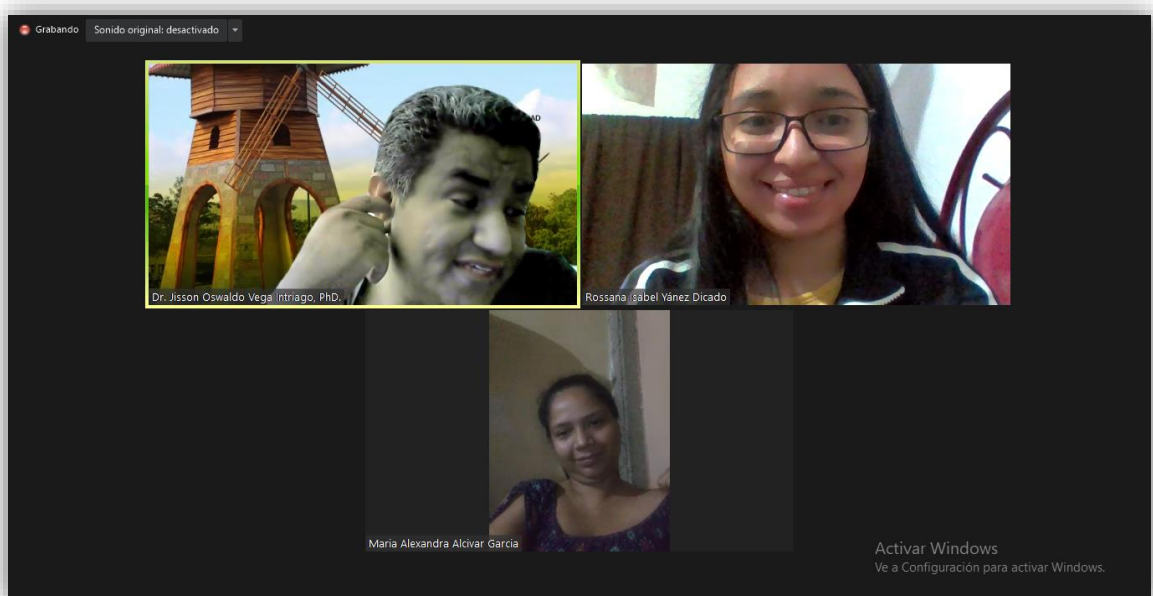 Grabando
Sonido original: desactivado
AD
Dr. Jisson Oswaldo Vega Intriago, PhD.
Rossana Isabel Yánez Dicado
Maria Alexandra Alcivar Garcia
Activar Windows
Ve a Configuración para activar Windows.